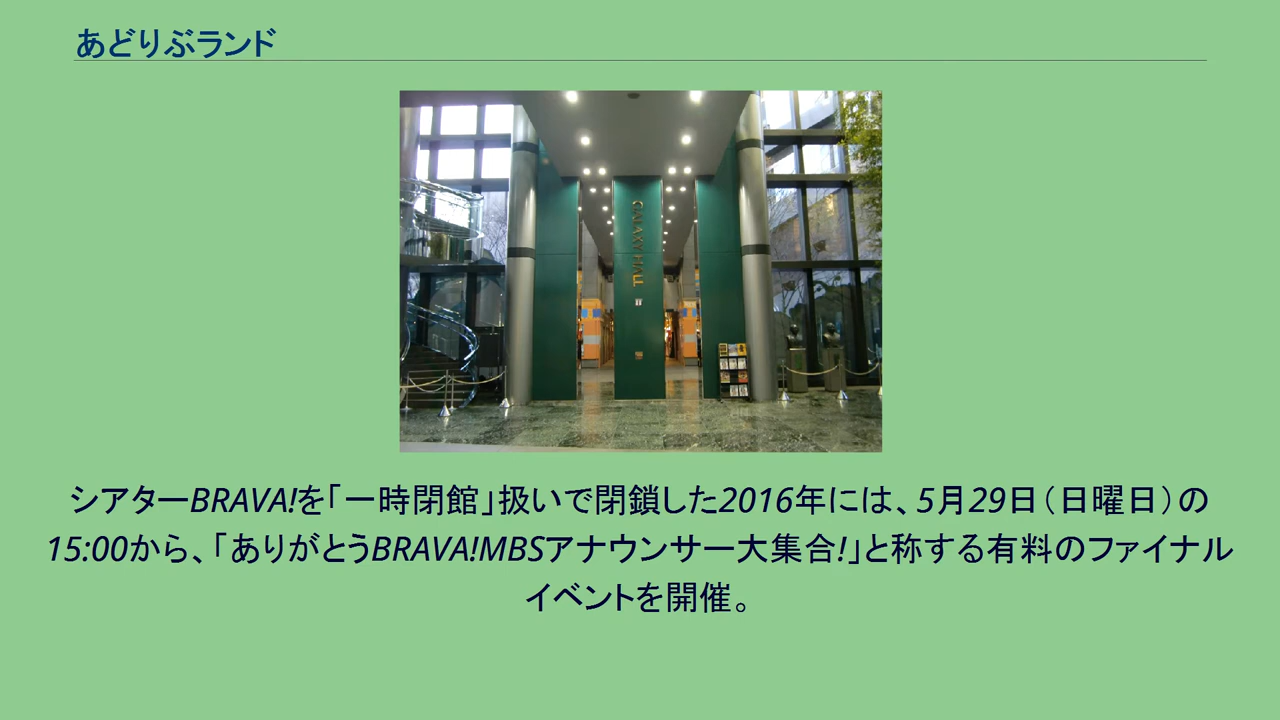 あどりぶランド
GALAXY HALL
シアターBRAVA!を「一時閉館」扱いで閉鎖した2016年には、5月29日（日曜日）の
15:00から、「ありがとうBRAVA!MBSアナウンサー大集合!」と称する有料のファイナル
イベントを開催。